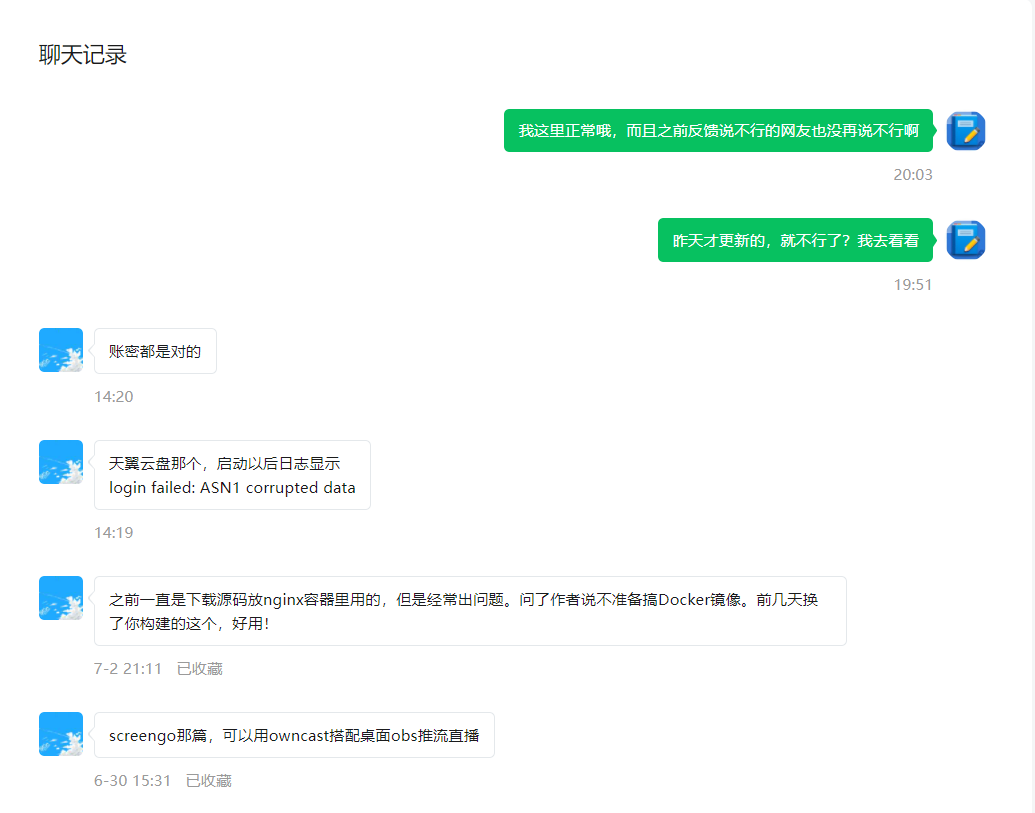 聊天记录
我这里正常哦，而且之前反馈说不行的网友也没再说不行啊
20:03
昨天才更新的，就不行了？我去看看
19:51
账密都是对的
14:20
天翼云盘那个，启动以后日志显示
login failed: ASN1 corrupted data
14:19
之前一直是下载源码放nginx容器里用的，但是经常出问题。问了作者说不准备搞Docker镜像。前几天换
了你构建的这个，好用！
7-2 21:11 已收藏
screengo那篇，可以用owncast搭配桌面obs推流直播
6-30 15:31 已收藏